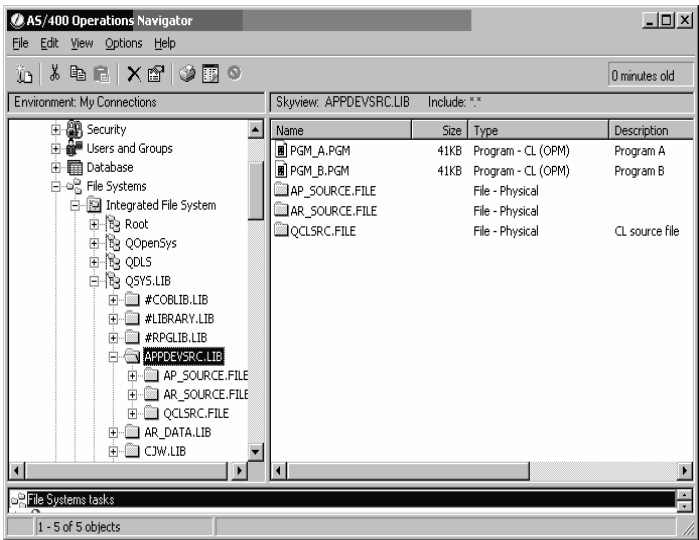 AS/400 Operations Navigator
File Edit View Options Help
0 minutes old
Environment: My Connections
Skyview: APPDEVSRC.LIB Include: *.*
Security
Users and Groups
Database
File Systems
Integrated File System
Root
QOpenSys
QDLS
QSYS.LIB
#COBLIB.LIB
#LIBRARY.LIB
#RPGLIB.LIB
APPDEVSRC.LIB
AP_SOURCE.FILE
AR_SOURCE.FILE
QCLSRC.FILE
AR_DATA.LIB
CJW.LIB
Name Size Type Description
PGM_A.PGM 41KB Program - CL (OPM) Program A
PGM_B.PGM 41KB Program - CL (OPM) Program B
AP_SOURCE.FILE File - Physical
AR_SOURCE.FILE File - Physical
QCLSRC.FILE File - Physical CL source file
File Systems tasks
1 - 5 of 5 objects